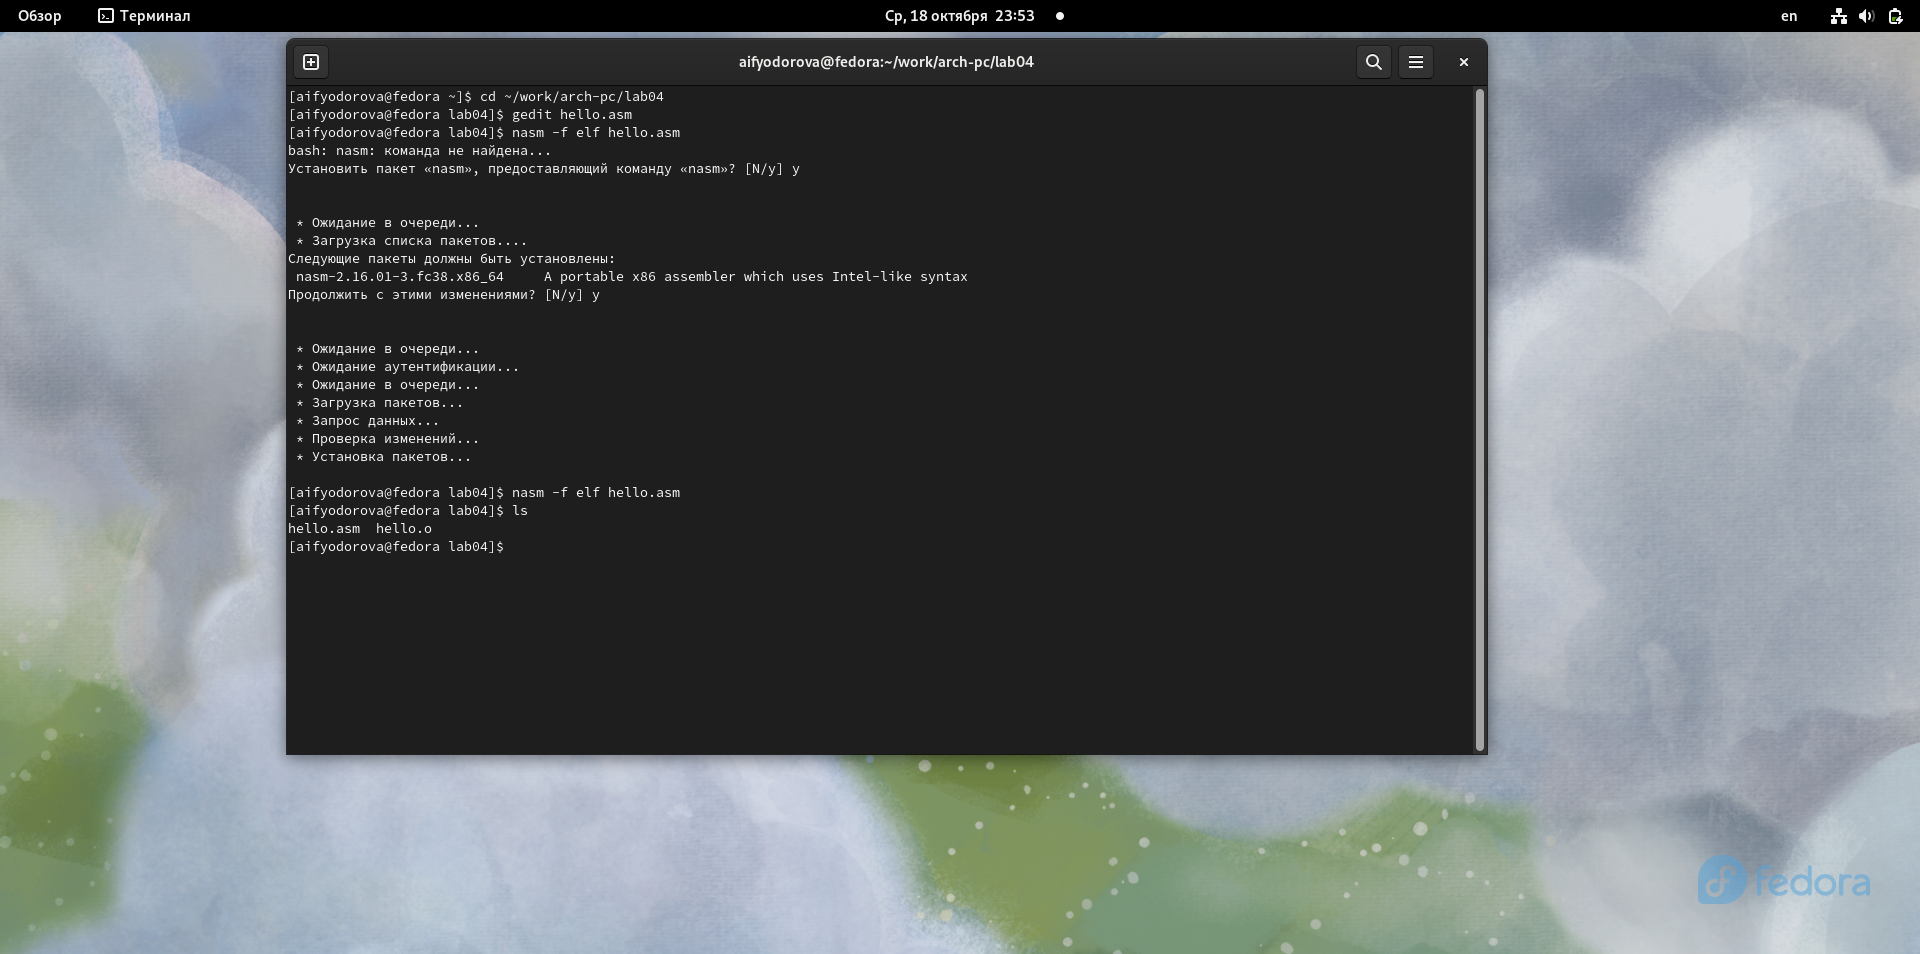 Обзор Терминал Ср, 18 октября 23:53 en
aifyodorova@fedora:~/work/arch-pc/lab04
[aifyodorova@fedora ~]$ cd ~/work/arch-pc/lab04
[aifyodorova@fedora lab04]$ gedit hello.asm
[aifyodorova@fedora lab04]$ nasm -f elf hello.asm
bash: nasm: команда не найдена...
Установить пакет «nasm», предоставляющий команду «nasm»? [N/y] y
* Ожидание в очереди...
* Загрузка списка пакетов....
Следующие пакеты должны быть установлены:
nasm-2.16.01-3.fc38.x86_64 A portable x86 assembler which uses Intel-like syntax
Продолжить с этими изменениями? [N/y] y
* Ожидание в очереди...
* Ожидание аутентификации...
* Ожидание в очереди...
* Загрузка пакетов...
* Запрос данных...
* Проверка изменений...
* Установка пакетов...
[aifyodorova@fedora lab04]$ nasm -f elf hello.asm
[aifyodorova@fedora lab04]$ ls
hello.asm hello.o
[aifyodorova@fedora lab04]$
fedora